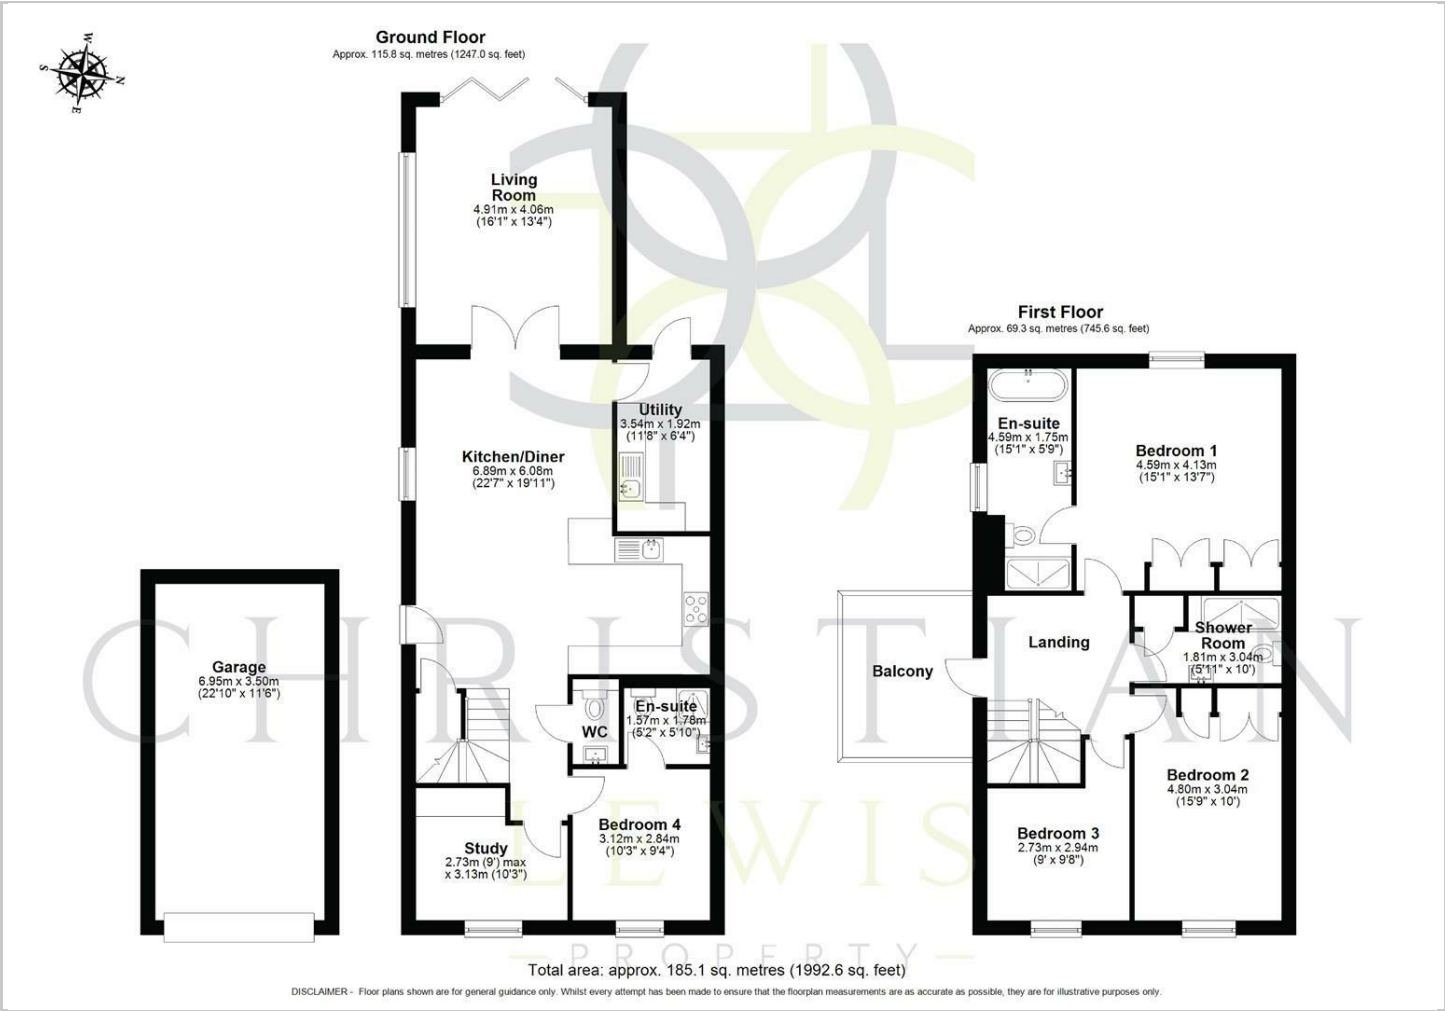 Ground Floor
Approx. 115.8 sq. metres (1247.0 sq. feet)
W
S
N
E
Living
Room
4.91m x 4.06m
(16'1" x 13'4")
First Floor
Approx. 69.3 sq. metres (745.6 sq. feet)
Utility
3.54m x 1.92m
(11'8" x 6'4")
Kitchen/Diner
6.89m x 6.08m
(22'7" x 19'11")
En-suite
4.59m x 1.75m
(15'1" x 5'9")
Bedroom 1
4.59m x 4.13m
(15'1" x 13'7")
CHRISTIAN
Garage
6.95m x 3.50m
(22'10" x 11'6")
Balcony
Landing
Shower
Room
1.81m x 3.04m
(5'11" x 10')
WC
En-suite
1.57m x 1.78m
(5'2" x 5'10")
LEWIS
Bedroom 2
4.80m x 3.04m
(15'9" x 10')
Study
2.73m (9') max
x 3.13m (10'3")
Bedroom 4
3.12m x 2.84m
(10'3" x 9'4")
Bedroom 3
2.73m x 2.94m
(9' x 9'8")
PROPERTY
Total area: approx. 185.1 sq. metres (1992.6 sq. feet)
DISCLAIMER - Floor plans shown are for general guidance only. Whilst every attempt has been made to ensure that the floorplan measurements are as accurate as possible, they are for illustrative purposes only.